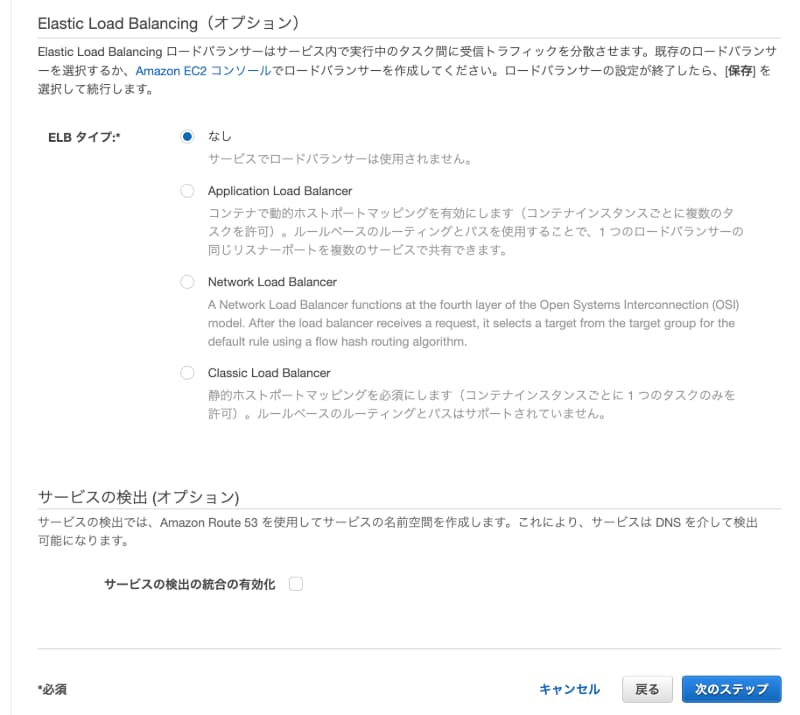 Elastic Load Balancing（オプション）
Elastic Load Balancing ロードバランサーはサービス内で実行中のタスク間に受信トラフィックを分散させます。既存のロードバランサ
ーを選択するか、Amazon EC2 コンソールでロードバランサーを作成してください。ロードバランサーの設定が終了したら、[保存] を
選択して続行します。
ELB タイプ:*
なし
サービスでロードバランサーは使用されません。
Application Load Balancer
コンテナで動的ホストポートマッピングを有効にします（コンテナインスタンスごとに複数のタ
スクを許可）。ルールベースのルーティングとパスを使用することで、1 つのロードバランサーの
同じリスナーポートを複数のサービスで共有できます。
Network Load Balancer
A Network Load Balancer functions at the fourth layer of the Open Systems Interconnection (OSI)
model. After the load balancer receives a request, it selects a target from the target group for the
default rule using a flow hash routing algorithm.
Classic Load Balancer
静的ホストポートマッピングを必須にします（コンテナインスタンスごとに 1 つのタスクのみを
許可）。ルールベースのルーティングとパスはサポートされていません。
サービスの検出 (オプション)
サービスの検出では、Amazon Route 53 を使用してサービスの名前空間を作成します。これにより、サービスは DNS を介して検出
可能になります。
サービスの検出の統合の有効化
*必須
キャンセル
戻る
次のステップ